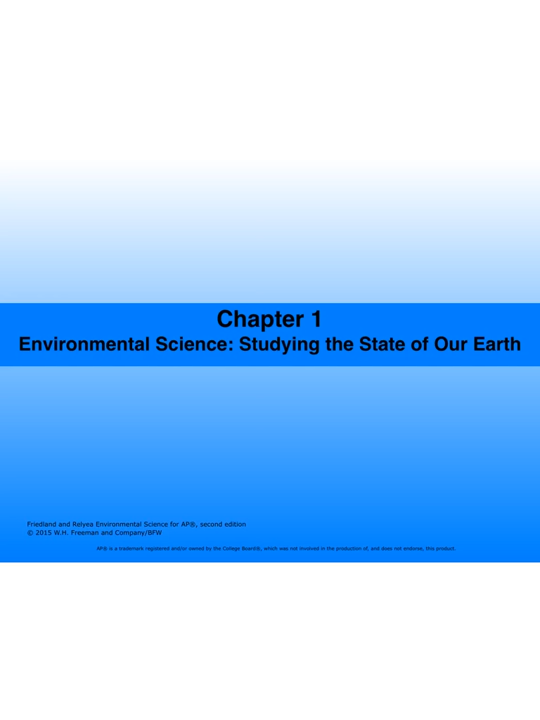 Chapter 1
Environmental Science: Studying the State of Our Earth
Friedland and Relyea Environmental Science for AP®, second edition
© 2015 W.H. Freeman and Company/BFW
AP® is a trademark registered and/or owned by the College Board®, which was not involved in the production of, and does not endorse, this product.